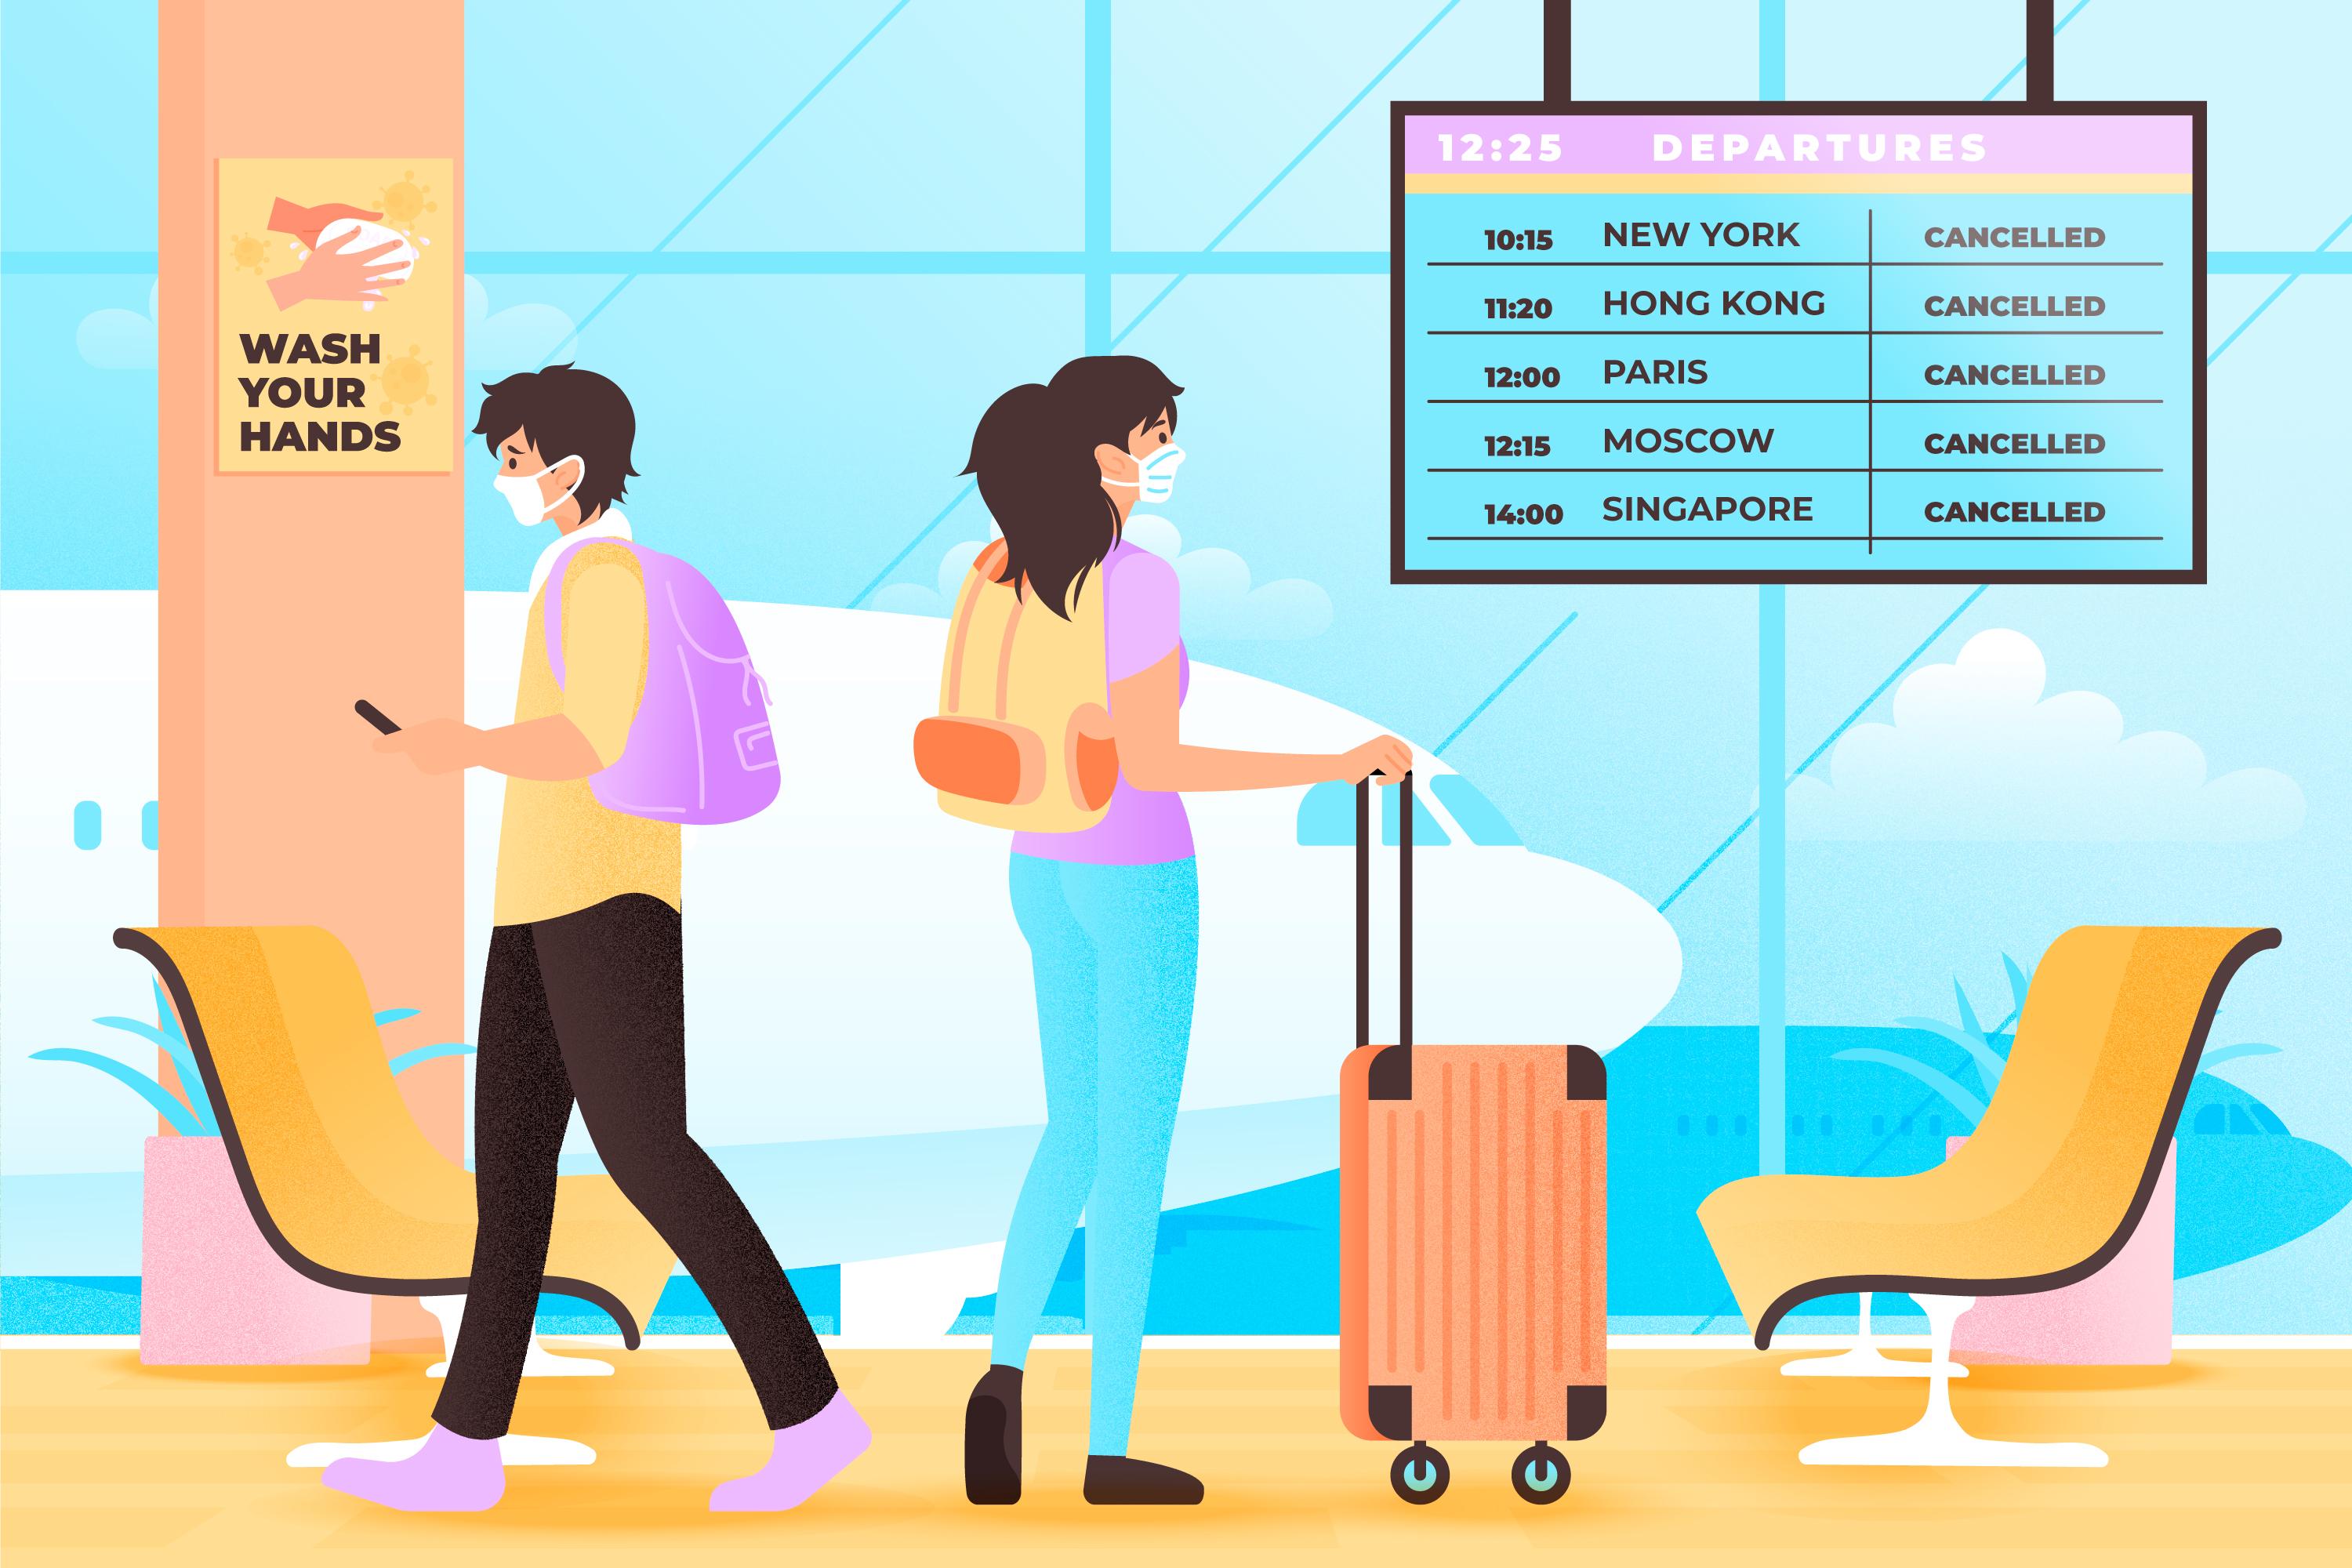 WASH
YOUR
HANDS
12:25 DEPARTURES
10:15 NEW YORK CANCELLED
11:20 HONG KONG CANCELLED
12:00 PARIS CANCELLED
12:15 MOSCOW CANCELLED
14:00 SINGAPORE CANCELLED